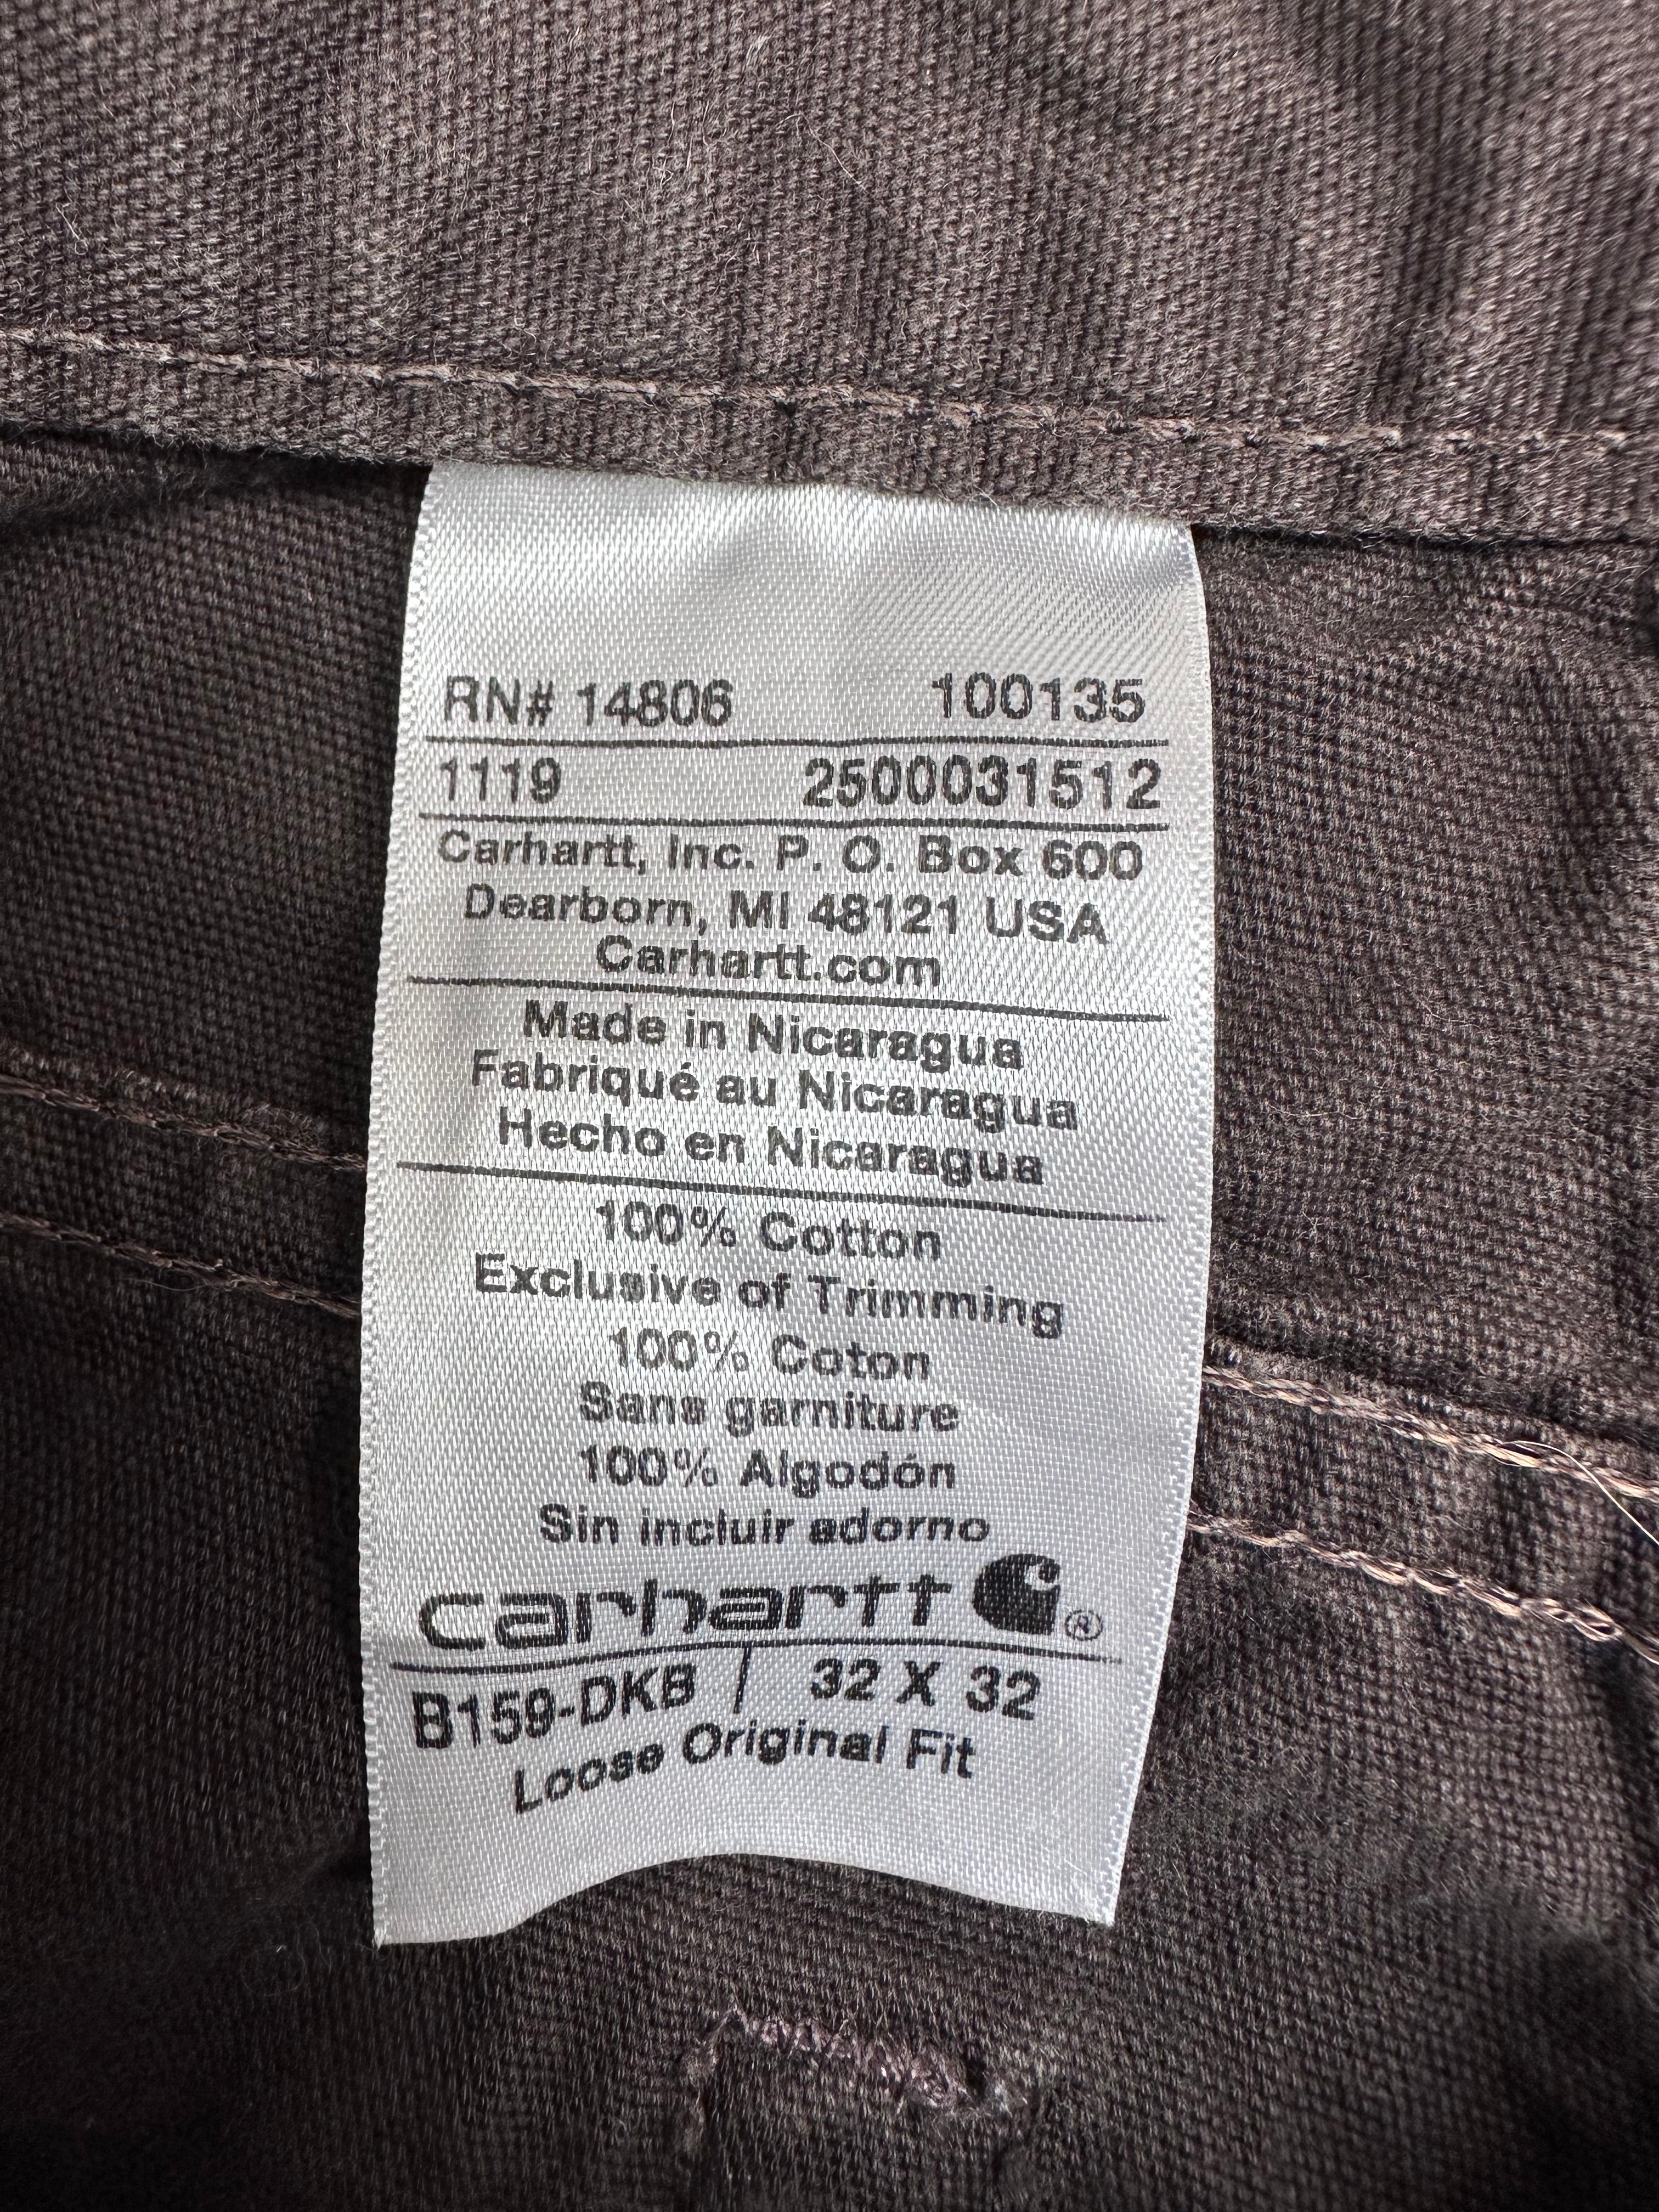 RN# 14806 100135
1119 2500031512
Carhartt, Inc. P. O. Box 600
Dearborn, MI 48121 USA
Carhartt.com
Made in Nicaragua
Fabriqué au Nicaragua
Hecho en Nicaragua
100% Cotton
Exclusive of Trimming
100% Coton
Sans garniture
100% Algodón
Sin incluir adorno
carhartt ®
B159-DKB | 32 X 32
Loose Original Fit